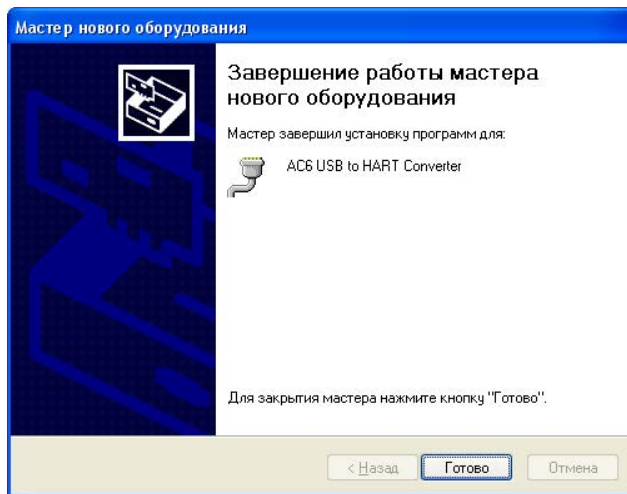 Мастер нового оборудования
Завершение работы мастера
нового оборудования
Мастер завершил установку программ для:
AC6 USB to HART Converter
Для закрытия мастера нажмите кнопку "Готово".
< Назад
Готово
Отмена